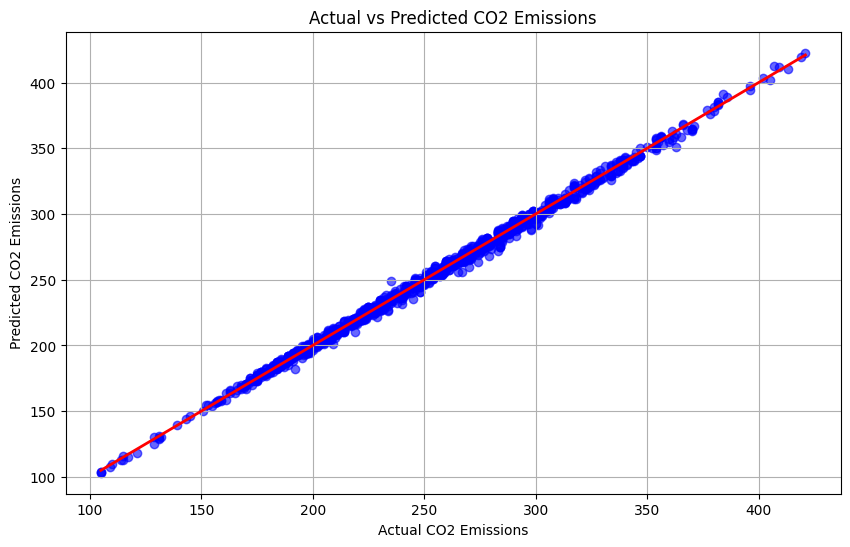 Actual vs Predicted CO2 Emissions
Predicted CO2 Emissions
400
350
300
250
200
150
100
100 150 200 250 300 350 400
Actual CO2 Emissions